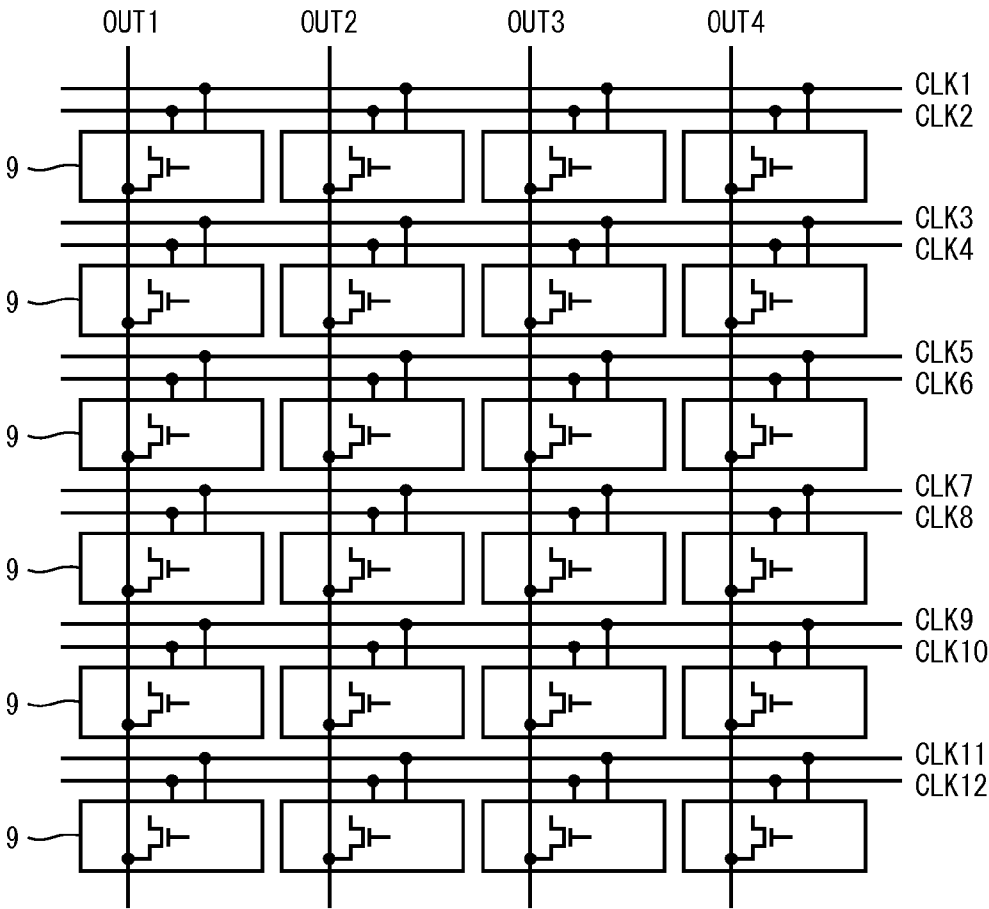 OUT1 OUT2 OUT3 OUT4
CLK1
CLK2
9
CLK3
CLK4
9
CLK5
CLK6
9
CLK7
CLK8
9
CLK9
CLK10
9
CLK11
CLK12
9